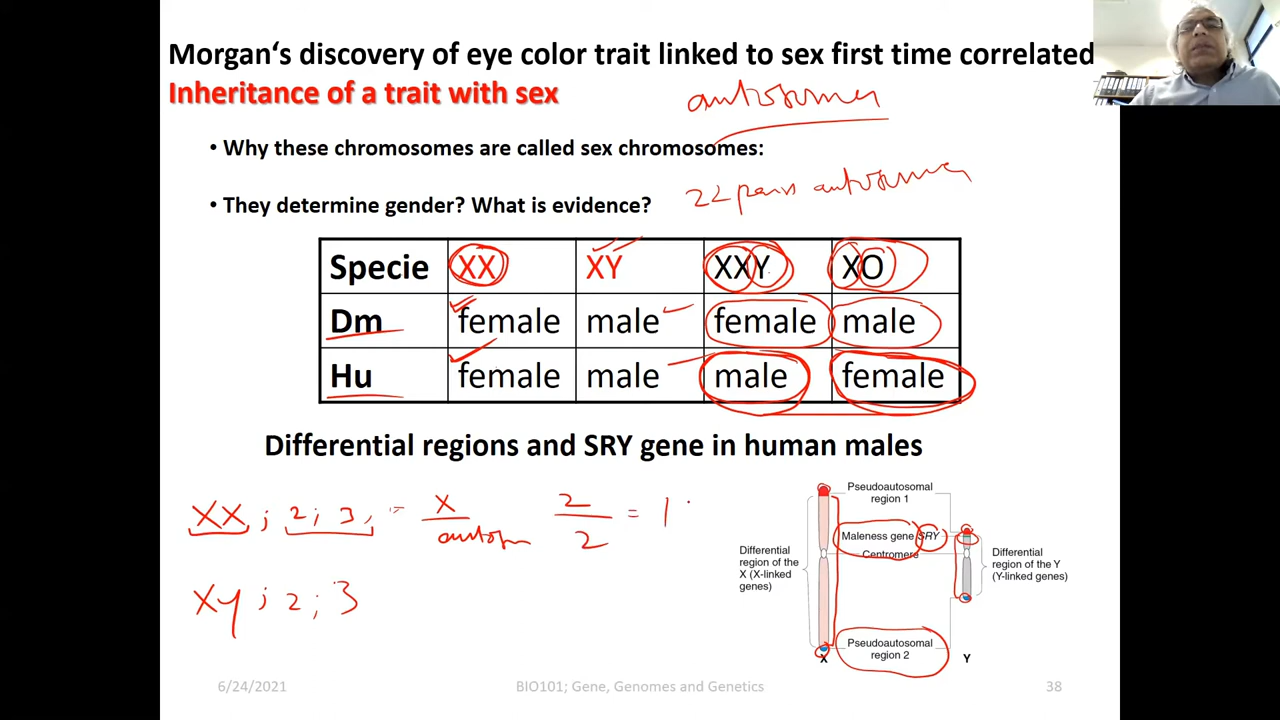 Morgan‘s discovery of eye color trait linked to sex first time correlated
Inheritance of a trait with sex
autosomes
• Why these chromosomes are called sex chromosomes:
22 pairs autosomes
• They determine gender? What is evidence?
Specie XX XY XXY XO
Dm female male female male
Hu female male male female
Differential regions and SRY gene in human males
XX ; 2; 3; = X / autosm 2 / 2 = 1
XY ; 2 ; 3
Pseudoautosomal
region 1
Maleness gene SRY
Centromere
Differential
region of the
X (X-linked
genes)
Differential
region of the Y
(Y-linked genes)
Pseudoautosomal
region 2
X Y
6/24/2021 BIO101; Gene, Genomes and Genetics 38